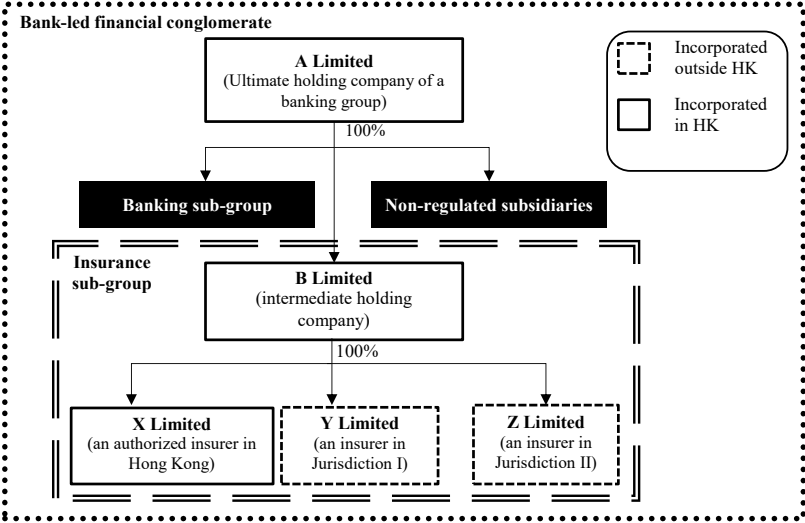 Bank-led financial conglomerate
A Limited
(Ultimate holding company of a
banking group)
Incorporated
outside HK
Incorporated
in HK
100%
Banking sub-group
Non-regulated subsidiaries
Insurance
sub-group
B Limited
(intermediate holding
company)
100%
X Limited
(an authorized insurer in
Hong Kong)
Y Limited
(an insurer in
Jurisdiction I)
Z Limited
(an insurer in
Jurisdiction II)